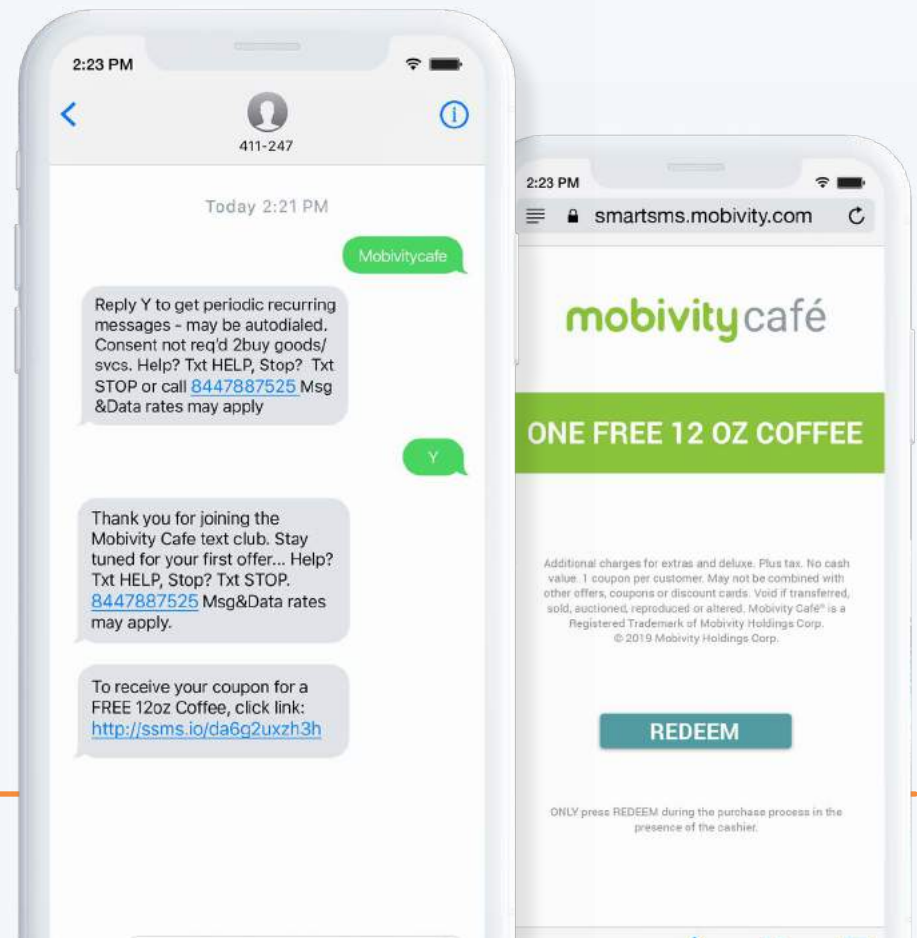 2:23 PM
411-247
Today 2:21 PM
Mobivitycafe
Reply Y to get periodic recurring
messages - may be autodialed.
Consent not req'd 2buy goods/
svcs. Help? Txt HELP, Stop?  Txt
STOP or call 8447887525 Msg
&Data rates may apply
Y
Thank you for joining the
Mobivity Cafe text club. Stay
tuned for your first offer... Help?
Txt HELP, Stop? Txt STOP.
8447887525 Msg&Data rates
may apply.
To receive your coupon for a
FREE 12oz Coffee, click link:
http://ssms.io/da6g2uxzh3h
2:23 PM
smartsms.mobivity.com
mobivity café
ONE FREE 12 OZ COFFEE
Additional charges for extras and deluxe. Plus tax. No cash
value. 1 coupon per customer. May not be combined with
other offers, coupons or discount cards. Void if transferred,
sold, auctioned, reproduced or altered. Mobivity Café® is a
Registered Trademark of Mobivity Holdings Corp.
© 2019 Mobivity Holdings Corp.
REDEEM
ONLY press REDEEM during the purchase process in the
presence of the cashier.